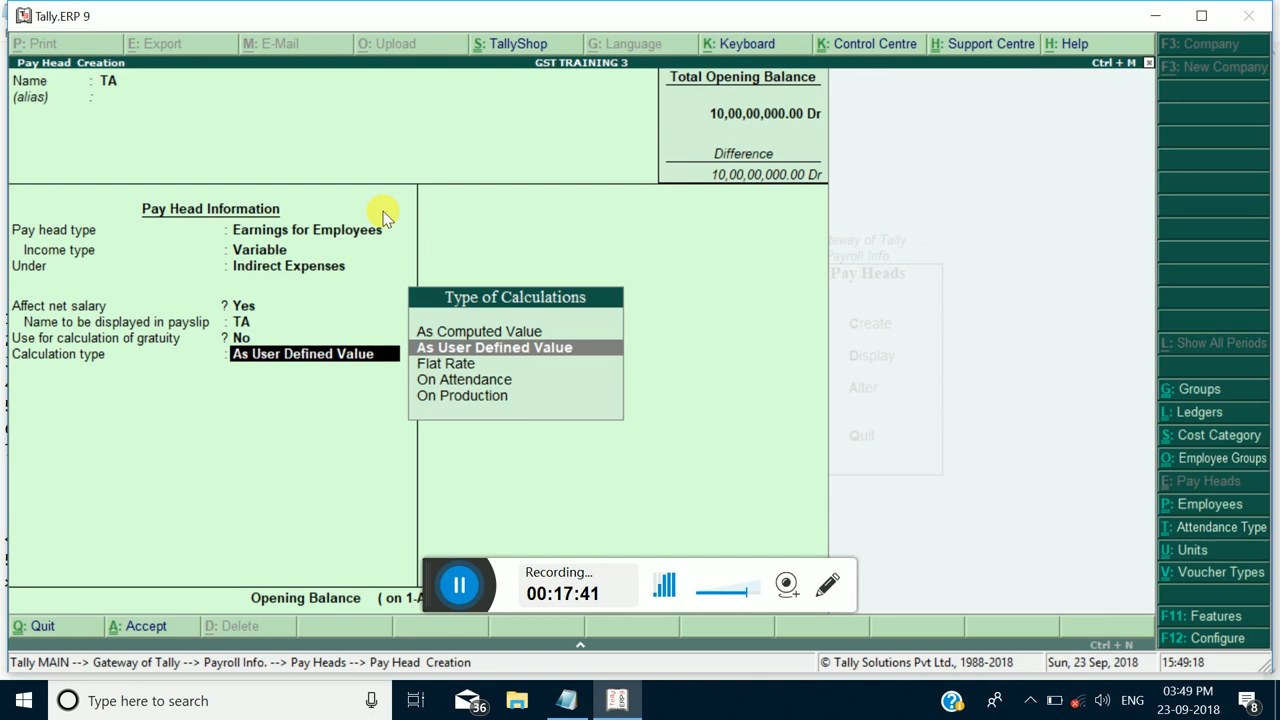 Tally.ERP 9
P: Print E: Export M: E-Mail O: Upload S: TallyShop G: Language K: Keyboard K: Control Centre H: Support Centre H: Help
F3: Company
Pay Head Creation GST TRAINING 3 Ctrl + M
F3: New Company
Name : TA
(alias) :
Total Opening Balance
10,00,00,000.00 Dr
Difference
10,00,00,000.00 Dr
Pay Head Information
Pay head type : Earnings for Employees
Income type : Variable
Under : Indirect Expenses
Affect net salary ? Yes
Name to be displayed in payslip : TA
Use for calculation of gratuity ? No
Calculation type : As User Defined Value
Type of Calculations
As Computed Value
As User Defined Value
Flat Rate
On Attendance
On Production
eway of Tally ......
ayroll Info.....
Pay Heads
Create
Display
Alter
Quit
L: Show All Periods
G: Groups
L: Ledgers
S: Cost Category
O: Employee Groups
E: Pay Heads
P: Employees
T: Attendance Type
U: Units
V: Voucher Types
F11: Features
F12: Configure
Recording...
00:17:41
Opening Balance ( on 1-A
Q: Quit A: Accept D: Delete
Ctrl + N
Tally MAIN --> Gateway of Tally --> Payroll Info. --> Pay Heads --> Pay Head Creation © Tally Solutions Pvt Ltd., 1988-2018 Sun, 23 Sep, 2018 15:49:18
Type here to search 36 ENG 03:49 PM
23-09-2018 8